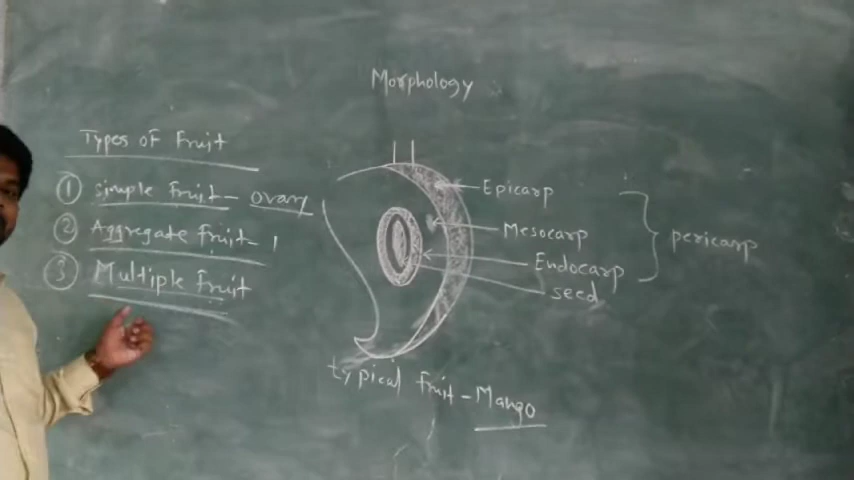 Morphology
Types of Fruit
① Simple Fruit - ovary
② Aggregate Fruit - 1
③ Multiple Fruit
Epicarp
Mesocarp
Endocarp
seed
pericarp
typical Fruit - Mango